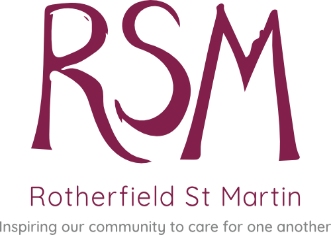 RSM
Rotherfield St Martin
Inspiring our community to care for one another